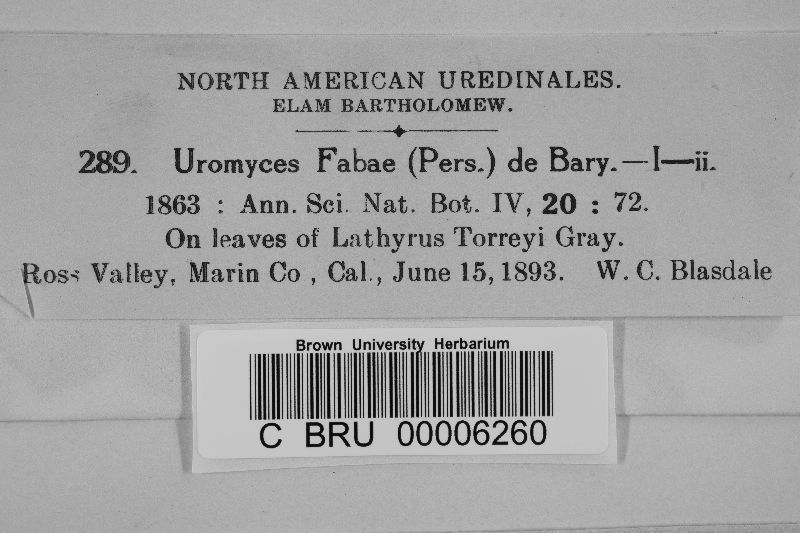 NORTH AMERICAN UREDINALES.
ELAM BARTHOLOMEW.
289. Uromyces Fabae (Pers.) de Bary.—I—ii.
1863 : Ann. Sci. Nat. Bot. IV, 20 : 72.
On leaves of Lathyrus Torreyi Gray.
Ross Valley, Marin Co , Cal., June 15, 1893. W. C. Blasdale
Brown University Herbarium
C BRU 00006260